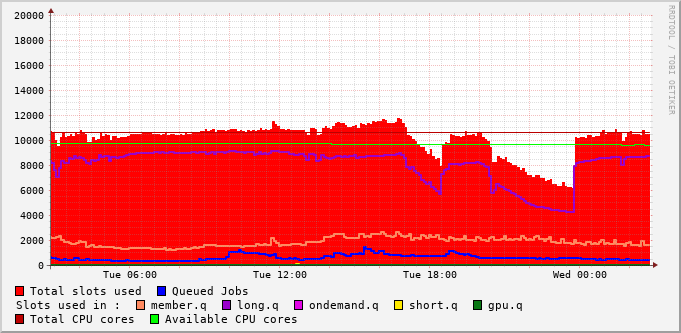 20000
18000
16000
14000
12000
10000
8000
6000
4000
2000
0
Tue 06:00 Tue 12:00 Tue 18:00 Wed 00:00
RRDTOOL / TOBI OETIKER
Total slots used Queued Jobs
Slots used in : member.q long.q ondemand.q short.q gpu.q
Total CPU cores Available CPU cores